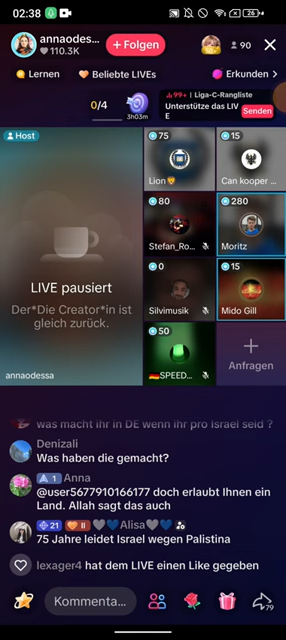 02:38
annaodes...
110.3K
+ Folgen
90
Lernen
Beliebte LIVEs
Erkunden >
0/4
3h03m
99+ | Liga-C-Rangliste
Unterstütze das LIV
E
Senden
Host
LIVE pausiert
Der*Die Creator*in ist
gleich zurück.
annaodessa
75
Lion🦁
15
Can kooper ...
80
Stefan_Ro...
280
Moritz
0
Silvimusik
15
Mido Gill
50
🇩🇪SPEED...
+
Anfragen
was macht ihr in DE wenn ihr pro Israel seid ?
Denizali
Was haben die gemacht?
1 Anna
@user5677910166177 doch erlaubt Ihnen ein
Land. Allah sagt das auch
21 II 🩶💙Alisa🩶💙
75 Jahre leidet Israel wegen Palistina
lexager4 hat dem LIVE einen Like gegeben
Kommenta...
79